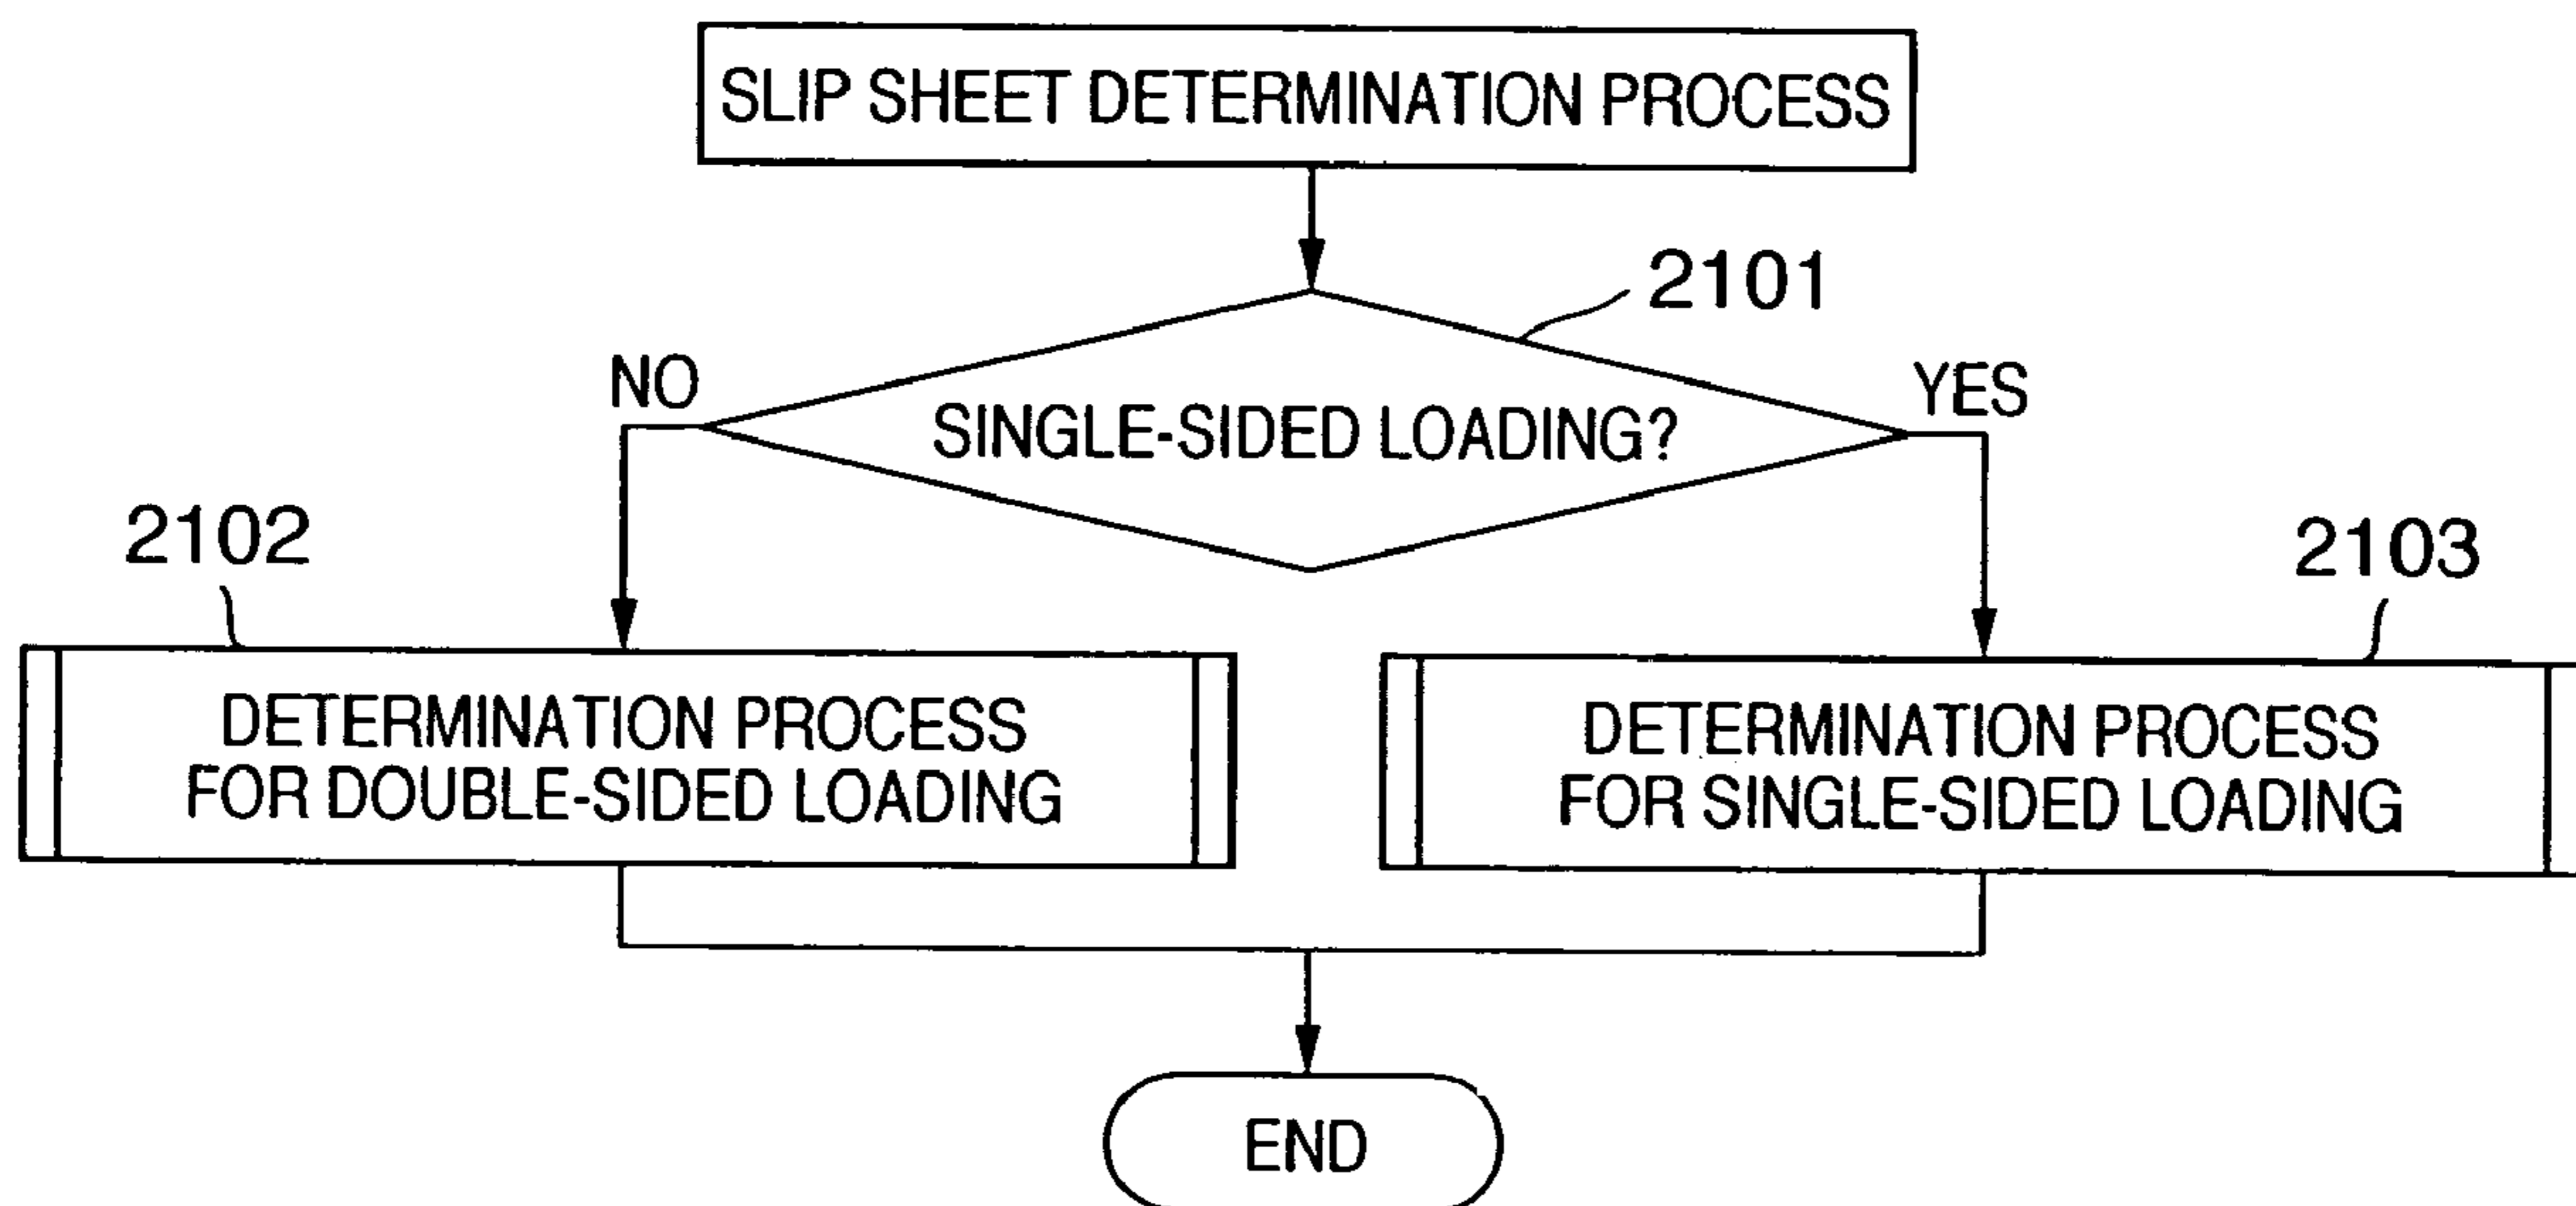 SLIP SHEET DETERMINATION PROCESS
2101
NO
YES
SINGLE-SIDED LOADING?
2102
2103
DETERMINATION PROCESS
FOR DOUBLE-SIDED LOADING
DETERMINATION PROCESS
FOR SINGLE-SIDED LOADING
END